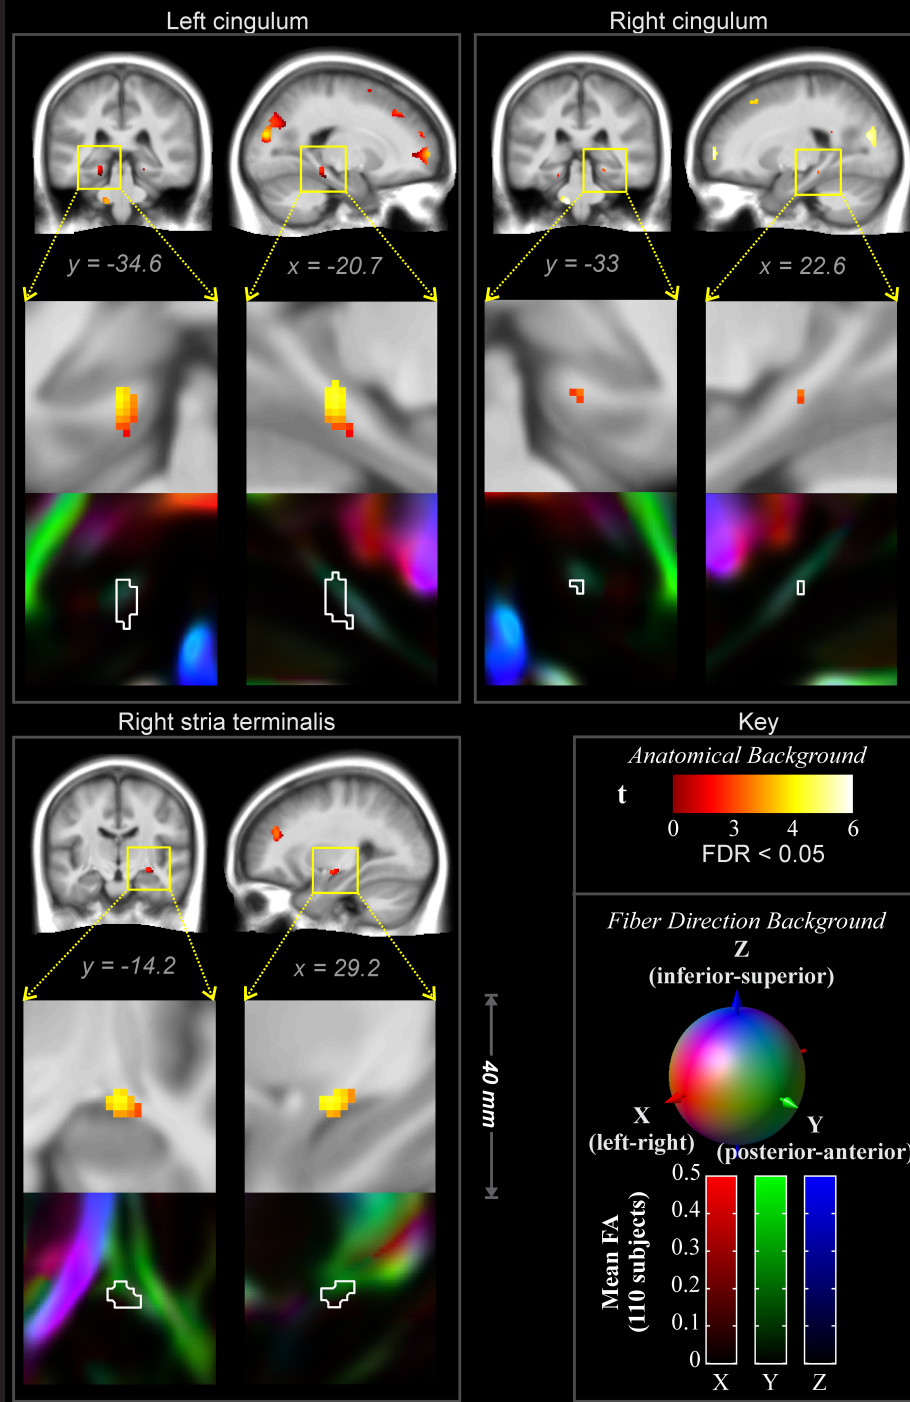 Left cingulum
Right cingulum
y = -34.6
x = -20.7
y = -33
x = 22.6
Right stria terminalis
Key
y = -14.2
x = 29.2
40 mm
Anatomical Background
t
0 3 4 6
FDR < 0.05
Fiber Direction Background
Z
(inferior-superior)
X
(left-right)
Y
(posterior-anterior)
Mean FA
(110 subjects)
0.5
0.4
0.3
0.2
0.1
0
X Y Z